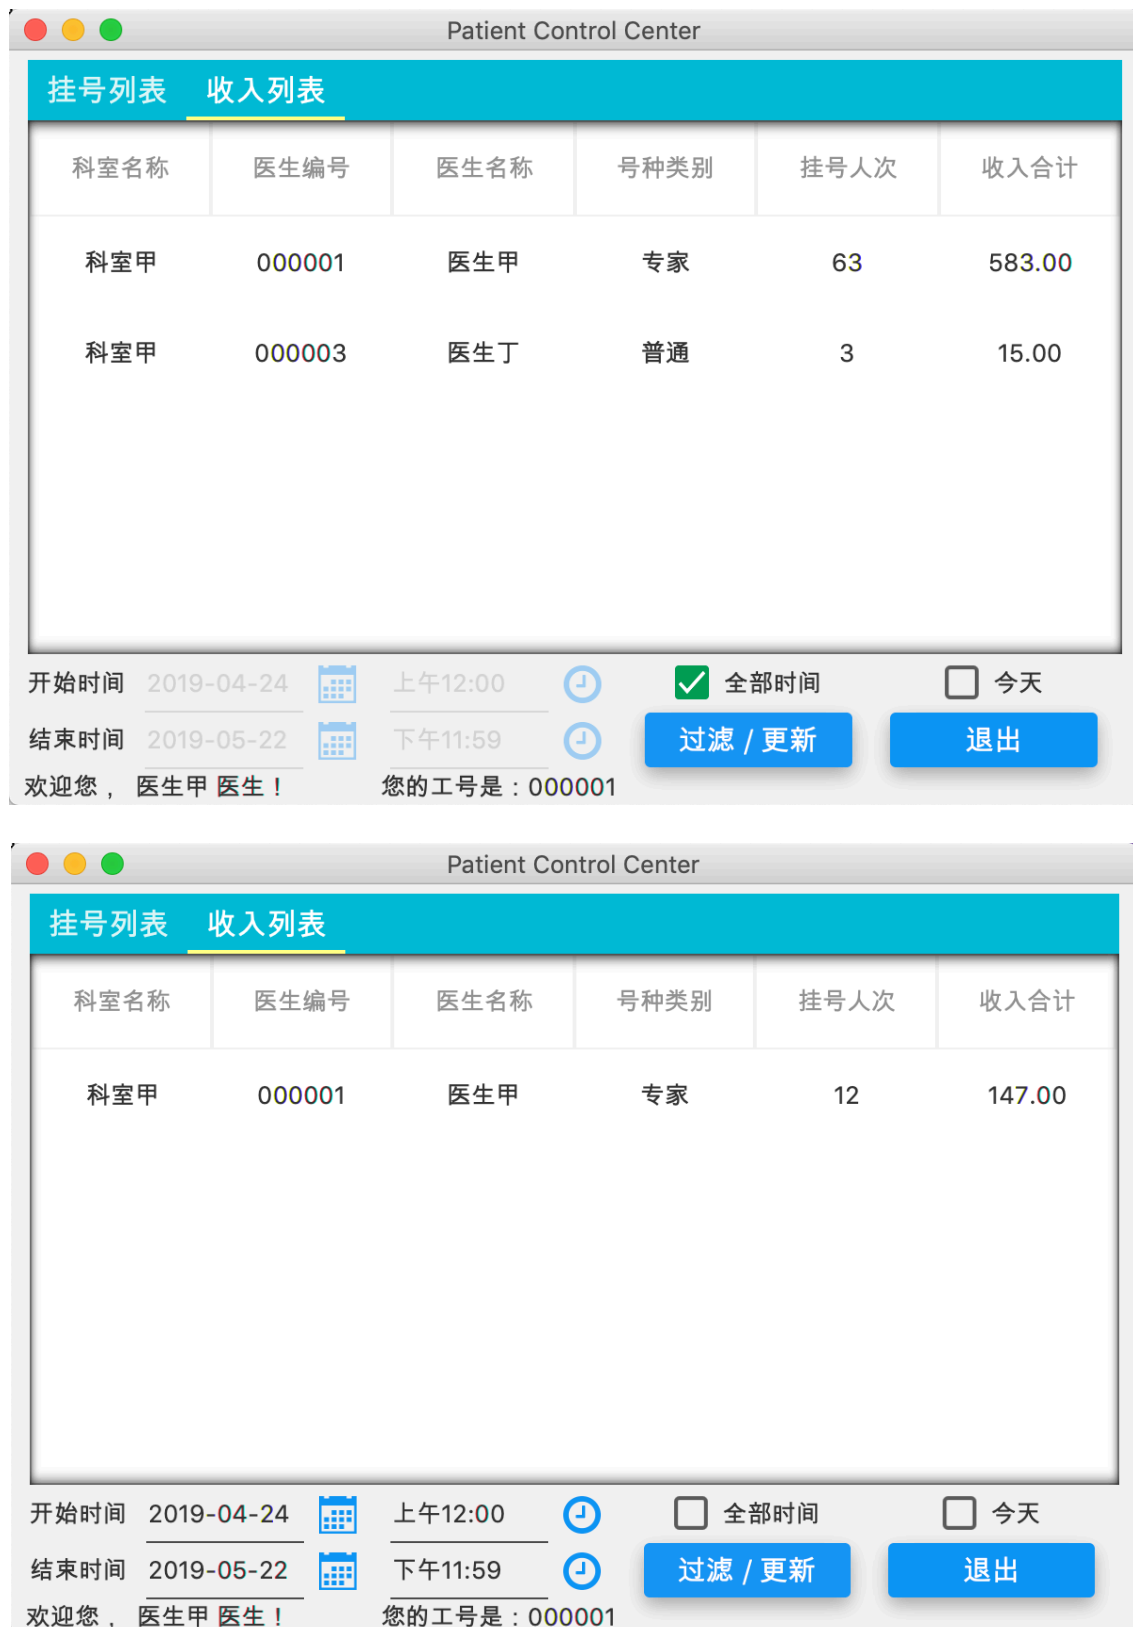 Patient Control Center
挂号列表 收入列表
科室名称 医生编号 医生名称 号种类别 挂号人次 收入合计
科室甲 000001 医生甲 专家 63 583.00
科室甲 000003 医生丁 普通 3 15.00
开始时间 2019-04-24 上午12:00 全部时间 今天
结束时间 2019-05-22 下午11:59 过滤 / 更新 退出
欢迎您， 医生甲 医生！ 您的工号是：000001
Patient Control Center
挂号列表 收入列表
科室名称 医生编号 医生名称 号种类别 挂号人次 收入合计
科室甲 000001 医生甲 专家 12 147.00
开始时间 2019-04-24 上午12:00 全部时间 今天
结束时间 2019-05-22 下午11:59 过滤 / 更新 退出
欢迎您， 医生甲 医生！ 您的工号是：000001